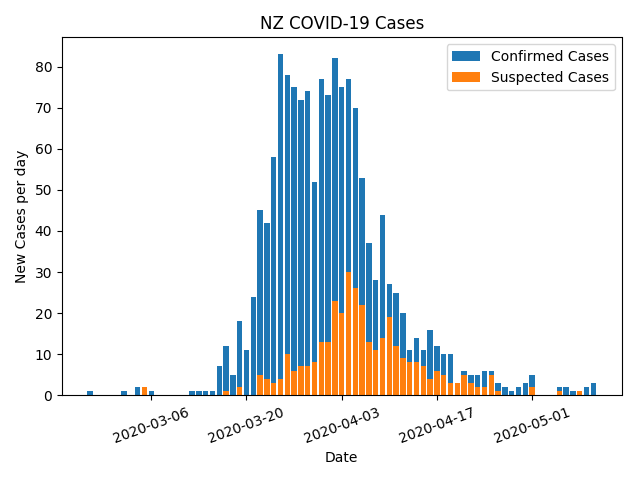 NZ COVID-19 Cases
Confirmed Cases
Suspected Cases
New Cases per day
80
70
60
50
40
30
20
10
0
2020-03-06
2020-03-20
2020-04-03
2020-04-17
2020-05-01
Date